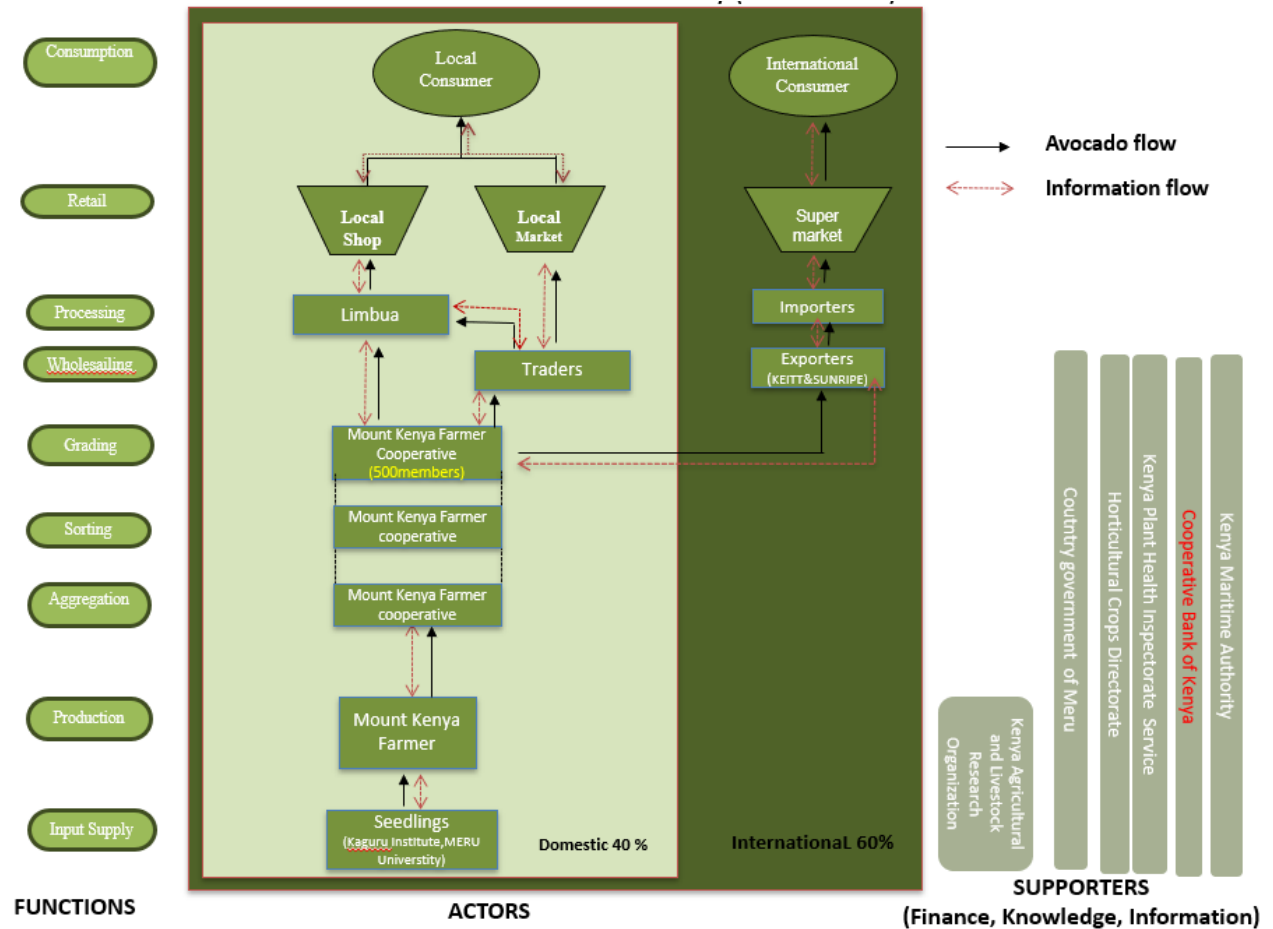 Consumption
Retail
Processing
Wholesailing
Grading
Sorting
Aggregation
Production
Input Supply
FUNCTIONS
Local
Consumer
Local
Shop
Local
Market
Limbua
Traders
Mount Kenya Farmer
Cooperative
(500members)
Mount Kenya Farmer
cooperative
Mount Kenya Farmer
cooperative
Mount Kenya
Farmer
Seedlings
(Kaguru Institute,MERU
Universtity)
Domestic 40 %
International
Consumer
Super
market
Importers
Exporters
(KEITT&SUNRIPE)
InternationaL 60%
ACTORS
Avocado flow
Information flow
Kenya Agricultural
and Livestock
Research
Organization
Coutntry government of Meru
Horticultural Crops Directorate
Kenya Plant Health Inspectorate Service
Cooperative Bank of Kenya
Kenya Maritime Authority
SUPPORTERS
(Finance, Knowledge, Information)